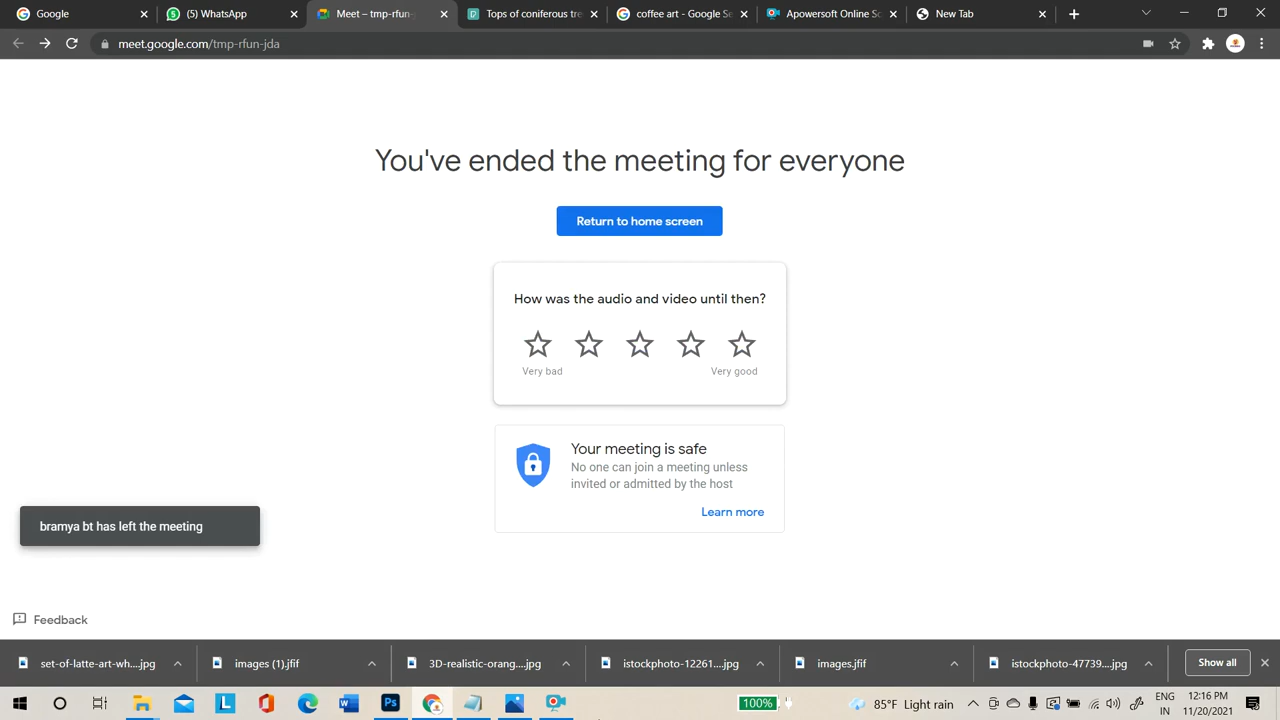 Google
(5) WhatsApp
Meet – tmp-rfun-
Tops of coniferous tre
coffee art - Google Se
Apowersoft Online Sc
New Tab
meet.google.com/tmp-rfun-jda
You've ended the meeting for everyone
Return to home screen
How was the audio and video until then?
Very bad
Very good
Your meeting is safe
No one can join a meeting unless
invited or admitted by the host
Learn more
bramya bt has left the meeting
Feedback
set-of-latte-art-wh....jpg
images (1).jfif
3D-realistic-orang....jpg
istockphoto-12261....jpg
images.jfif
istockphoto-47739....jpg
Show all
L
W
Ps
100%
85°F Light rain
ENG
IN
12:16 PM
11/20/2021